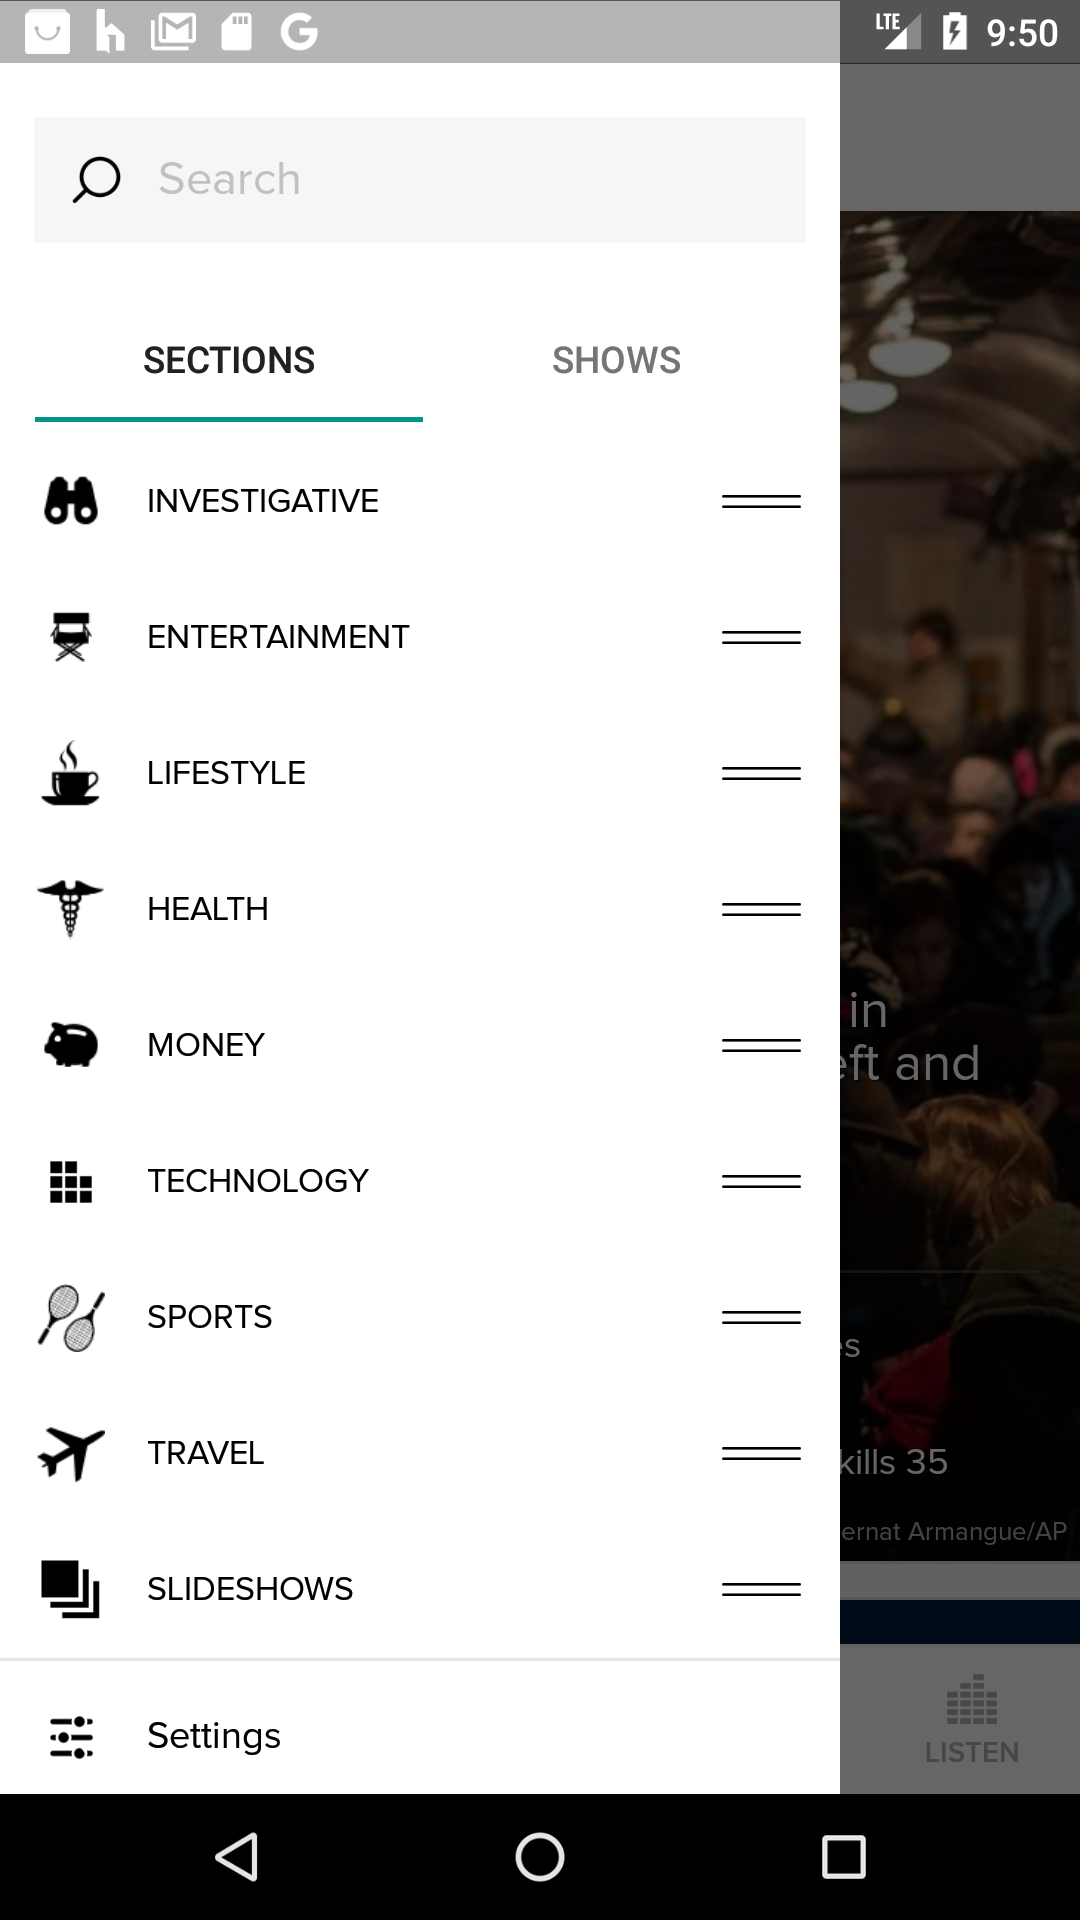 LTE 9:50
Search
SECTIONS SHOWS
INVESTIGATIVE
ENTERTAINMENT
LIFESTYLE
HEALTH
in
eft and
MONEY
TECHNOLOGY
SPORTS
es
TRAVEL
kills 35
ernat Armangue/AP
SLIDESHOWS
Settings
LISTEN